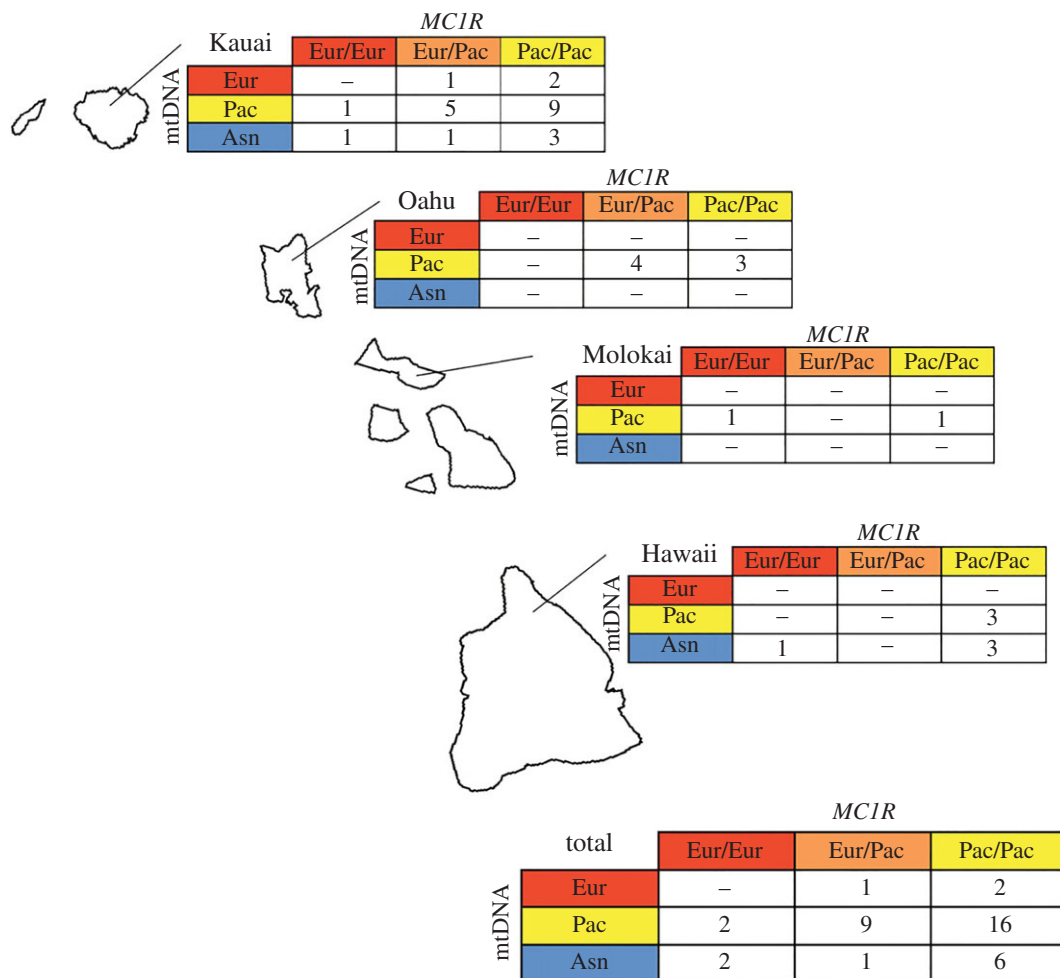 MC1R
Kauai Eur/Eur Eur/Pac Pac/Pac
mtDNA
Eur – 1 2
Pac 1 5 9
Asn 1 1 3
MC1R
Oahu Eur/Eur Eur/Pac Pac/Pac
mtDNA
Eur – – –
Pac – 4 3
Asn – – –
MC1R
Molokai Eur/Eur Eur/Pac Pac/Pac
mtDNA
Eur – – –
Pac 1 – 1
Asn – – –
MC1R
Hawaii Eur/Eur Eur/Pac Pac/Pac
mtDNA
Eur – – –
Pac – – 3
Asn 1 – 3
MC1R
total Eur/Eur Eur/Pac Pac/Pac
mtDNA
Eur – 1 2
Pac 2 9 16
Asn 2 1 6